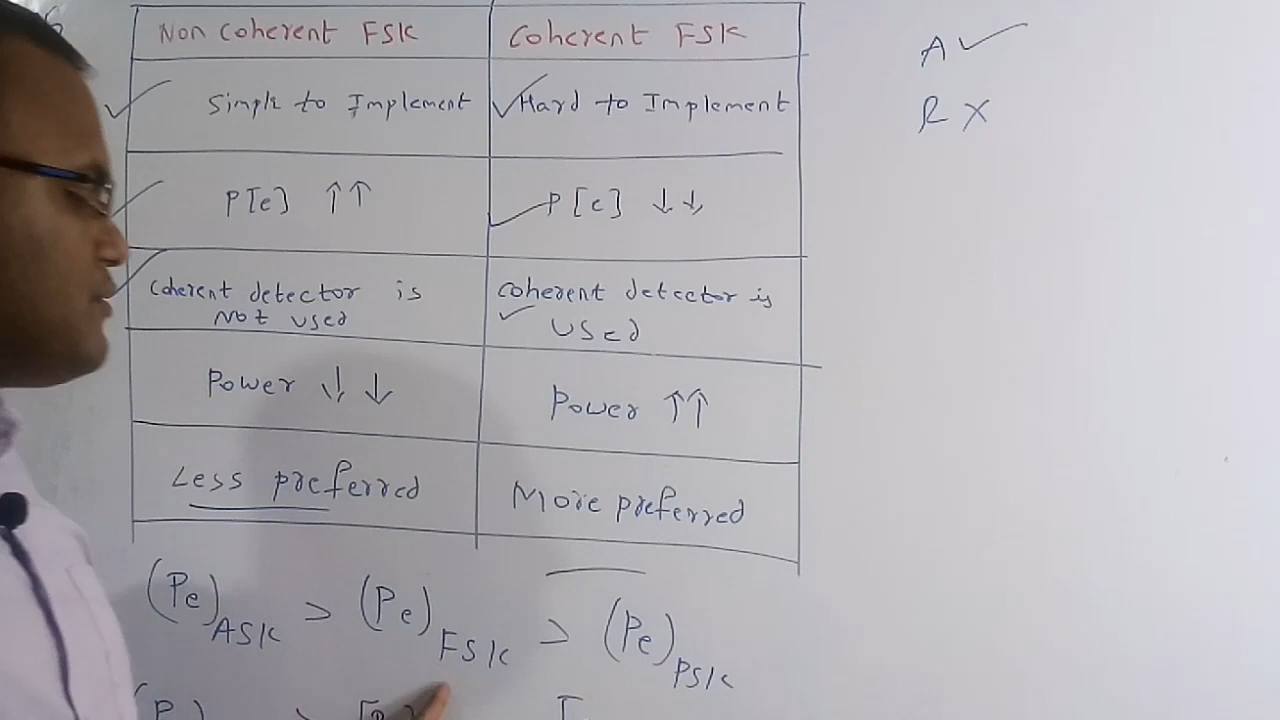 Non Coherent FSK
Coherent FSK
Simple to Implement
Hard to Implement
P[e] ↑↑
P[e] ↓↓
Coherent detector is
Not used
Coherent detector is
used
Power ↓↓
Power ↑↑
Less preferred
More preferred
(Pe)ASK > (Pe)FSK > (Pe)PSK
A ✓
R X